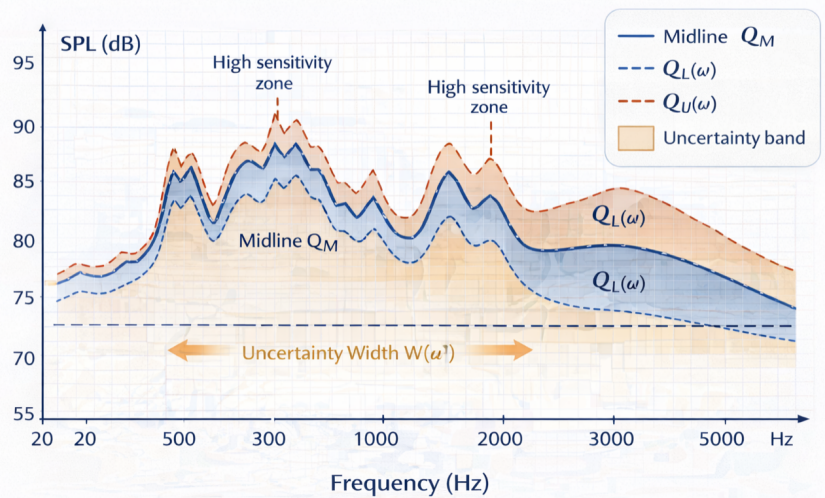 SPL (dB)
Midline Q_M
Q_L(ω)
Q_U(ω)
Uncertainty band
High sensitivity
zone
High sensitivity
zone
95
90
85
80
75
70
55
Midline Q_M
Q_L(ω)
Q_L(ω)
Uncertainty Width W(u¹)
20 20 500 300 1000 2000 3000 5000 Hz
Frequency (Hz)